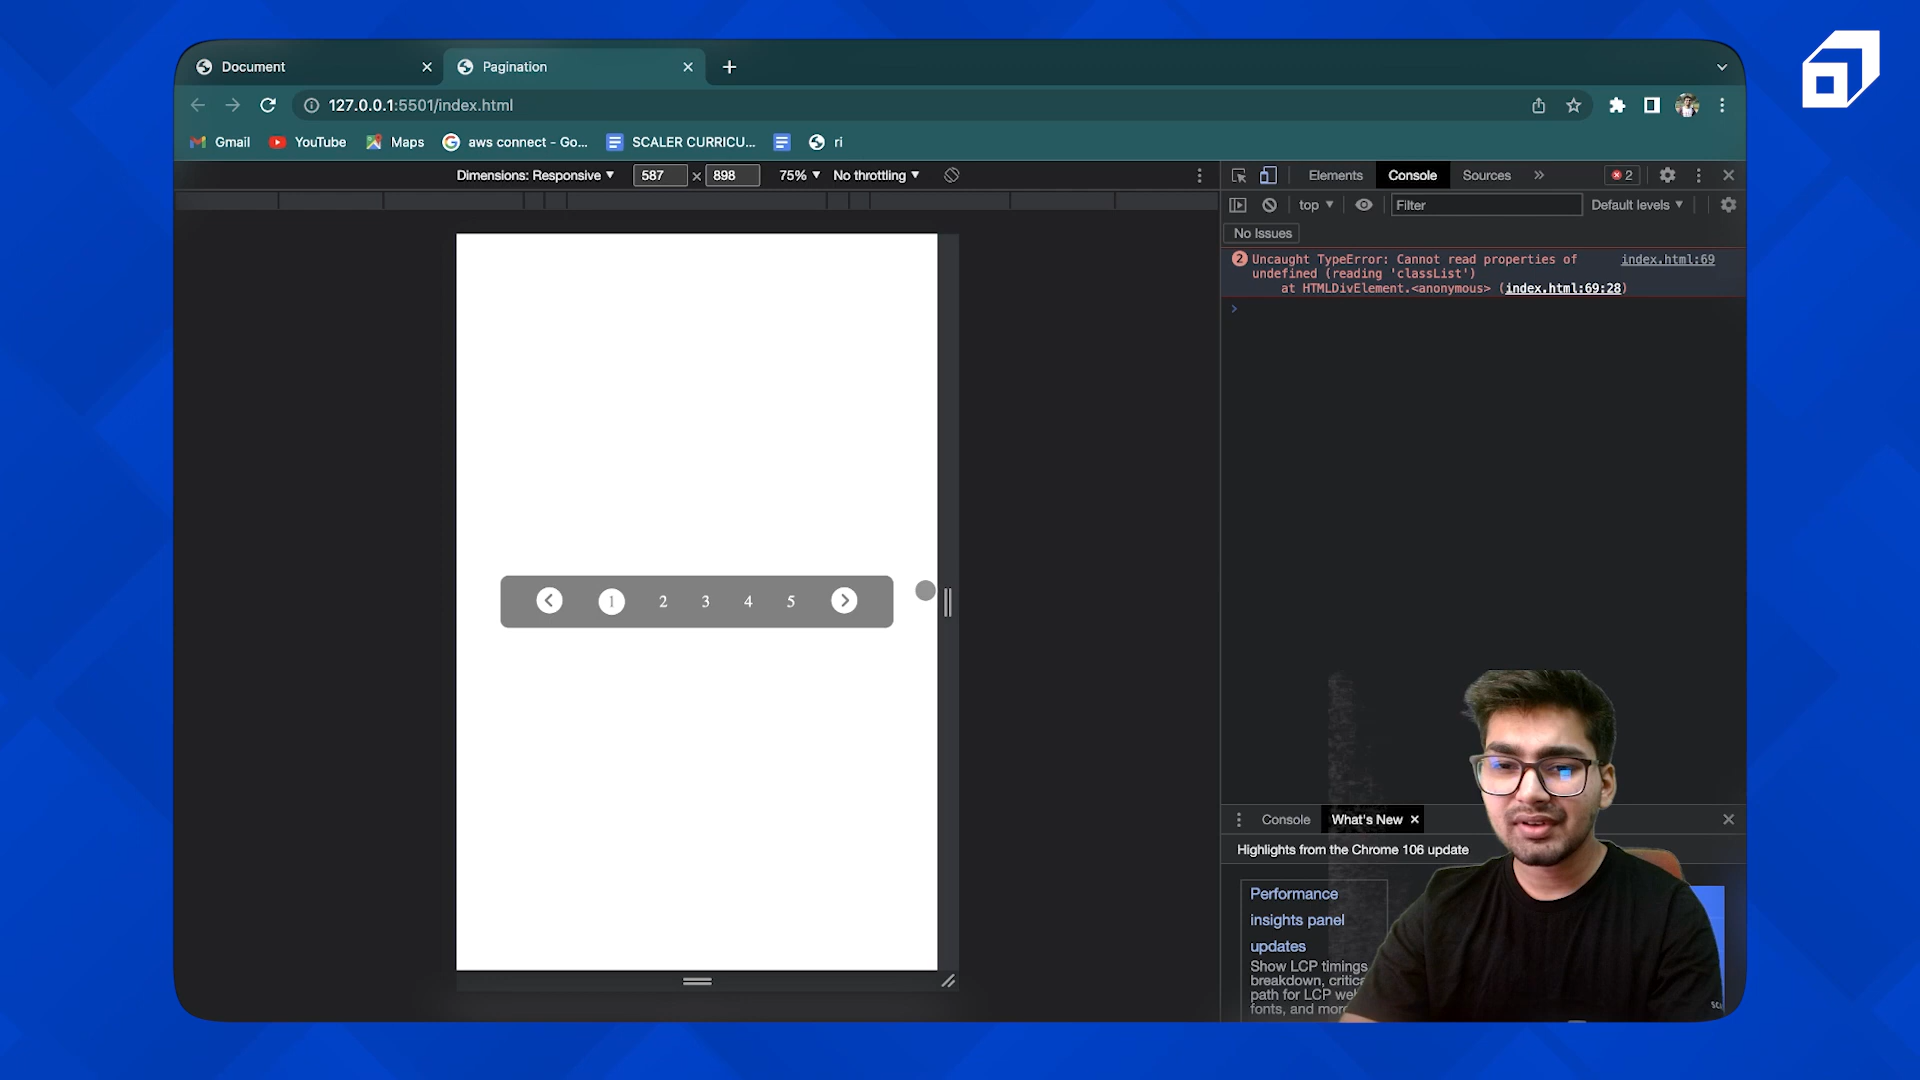 Document
Pagination
127.0.0.1:5501/index.html
Gmail
YouTube
Maps
aws connect - Go...
SCALER CURRICU...
ri
Dimensions: Responsive
587
×
898
75%
No throttling
Elements
Console
Sources
»
2
top
Filter
Default levels
No Issues
2
Uncaught TypeError: Cannot read properties of
index.html:69
undefined (reading 'classList')
at HTMLDivElement.<anonymous> (index.html:69:28)
1
2
3
4
5
Console
What's New
Highlights from the Chrome 106 update
Performance
insights panel
updates
Show LCP timings
breakdown, critica
path for LCP we
fonts, and more